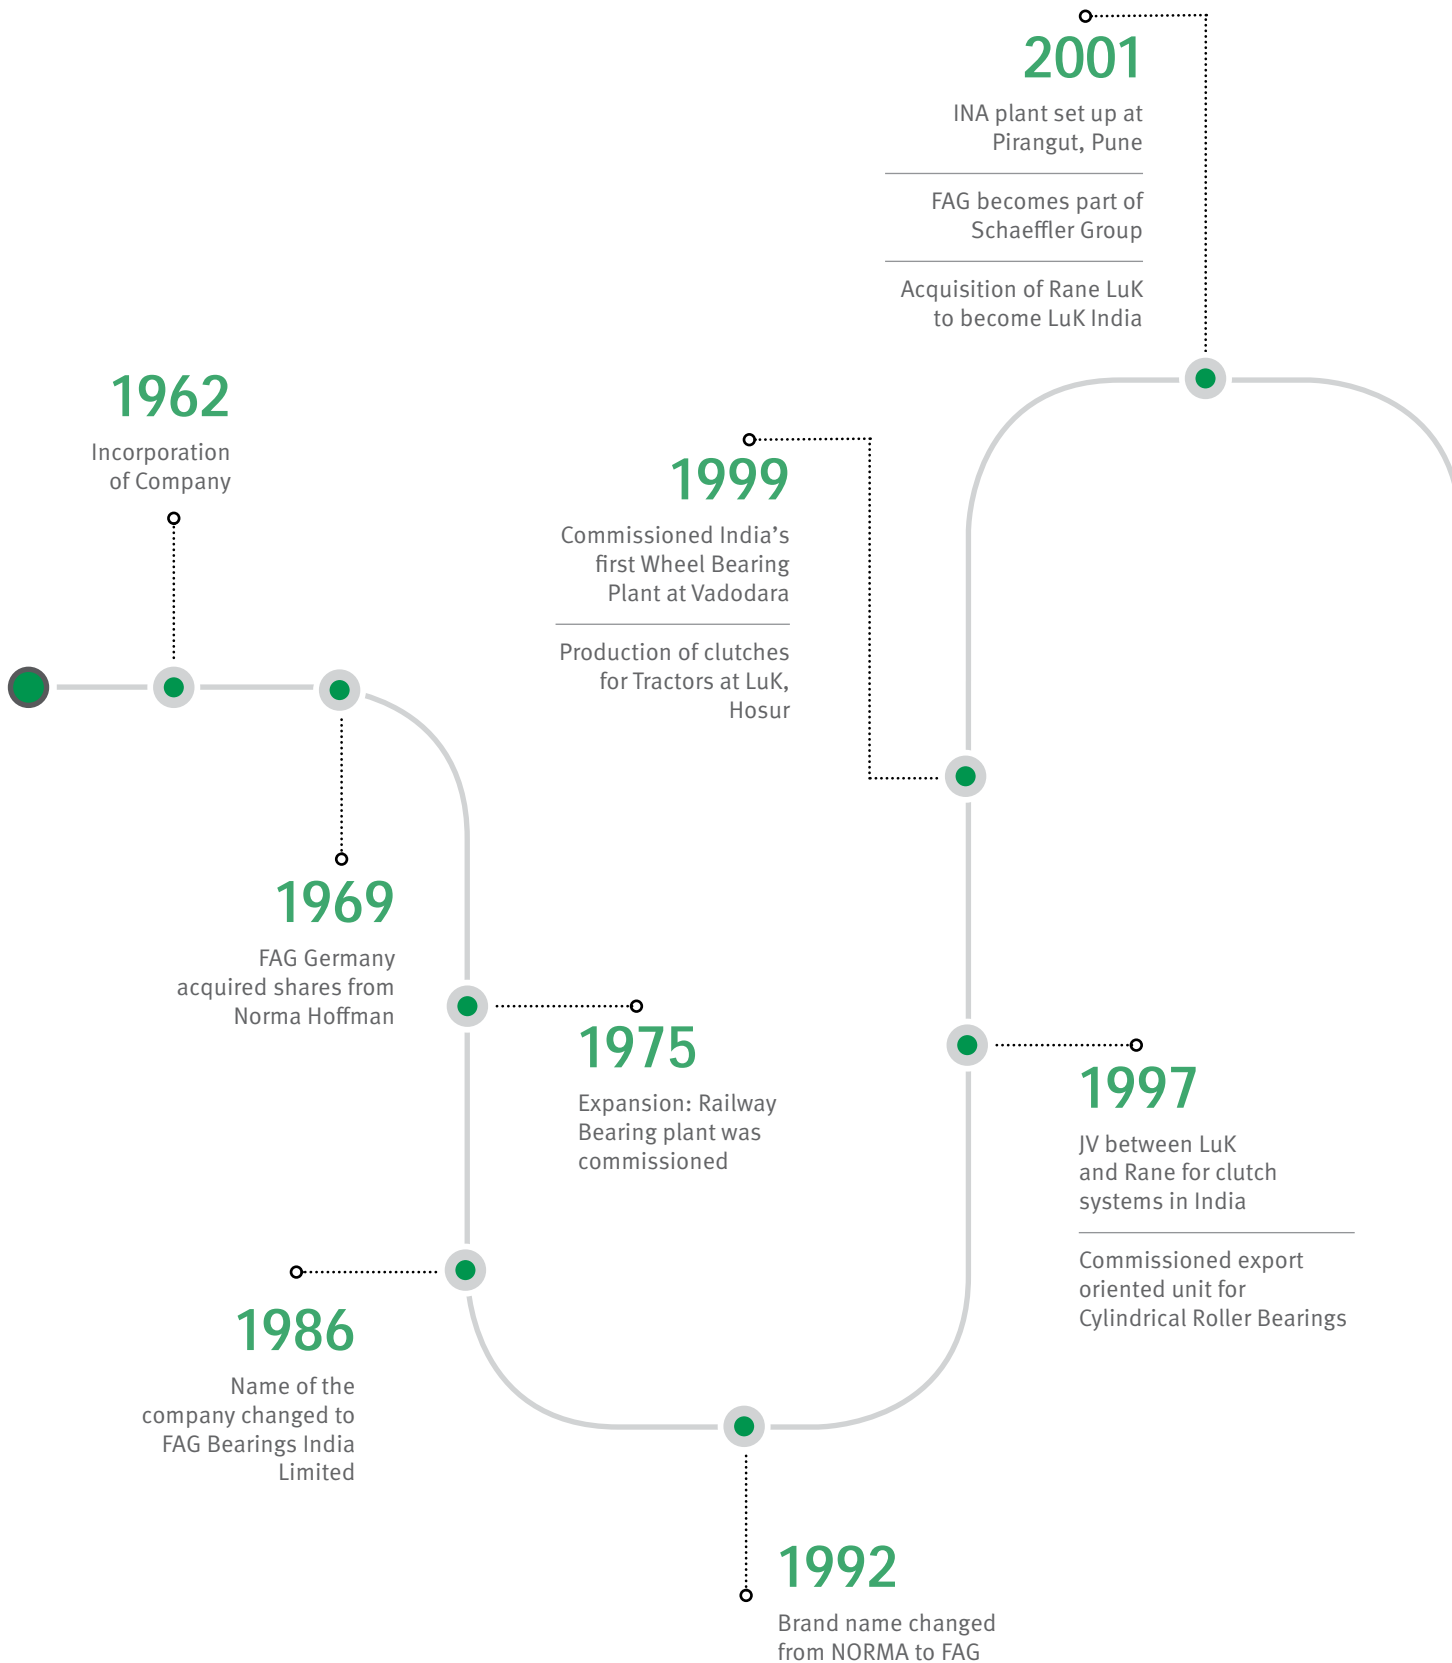 1962
Incorporation
of Company
1969
FAG Germany
acquired shares from
Norma Hoffman
1975
Expansion: Railway
Bearing plant was
commissioned
1986
Name of the
company changed to
FAG Bearings India
Limited
1992
Brand name changed
from NORMA to FAG
1997
JV between LuK
and Rane for clutch
systems in India
Commissioned export
oriented unit for
Cylindrical Roller Bearings
1999
Commissioned India’s
first Wheel Bearing
Plant at Vadodara
Production of clutches
for Tractors at LuK,
Hosur
2001
INA plant set up at
Pirangut, Pune
FAG becomes part of
Schaeffler Group
Acquisition of Rane LuK
to become LuK India